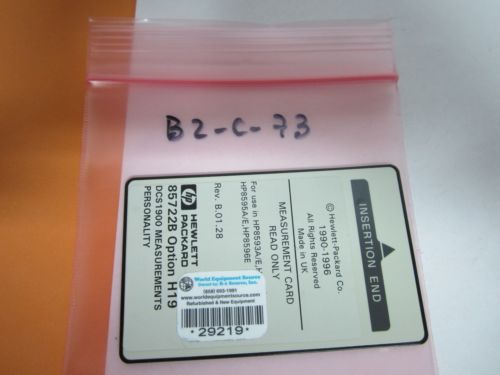 B2-C-73
INSERTION END
© Hewlett-Packard Co.
1990-1996
All Rights Reserved
Made in UK
MEASUREMENT CARD
READ ONLY
For use in HP8593A/E,H
HP8595A/E,HP8596E
Rev. B.01.28
hp HEWLETT
PACKARD
85722B Option H19
DCS1900 MEASUREMENTS
PERSONALITY
World Equipment Source
www.worldequipmentsource.com
Refurbished & New Equipment
*29219*